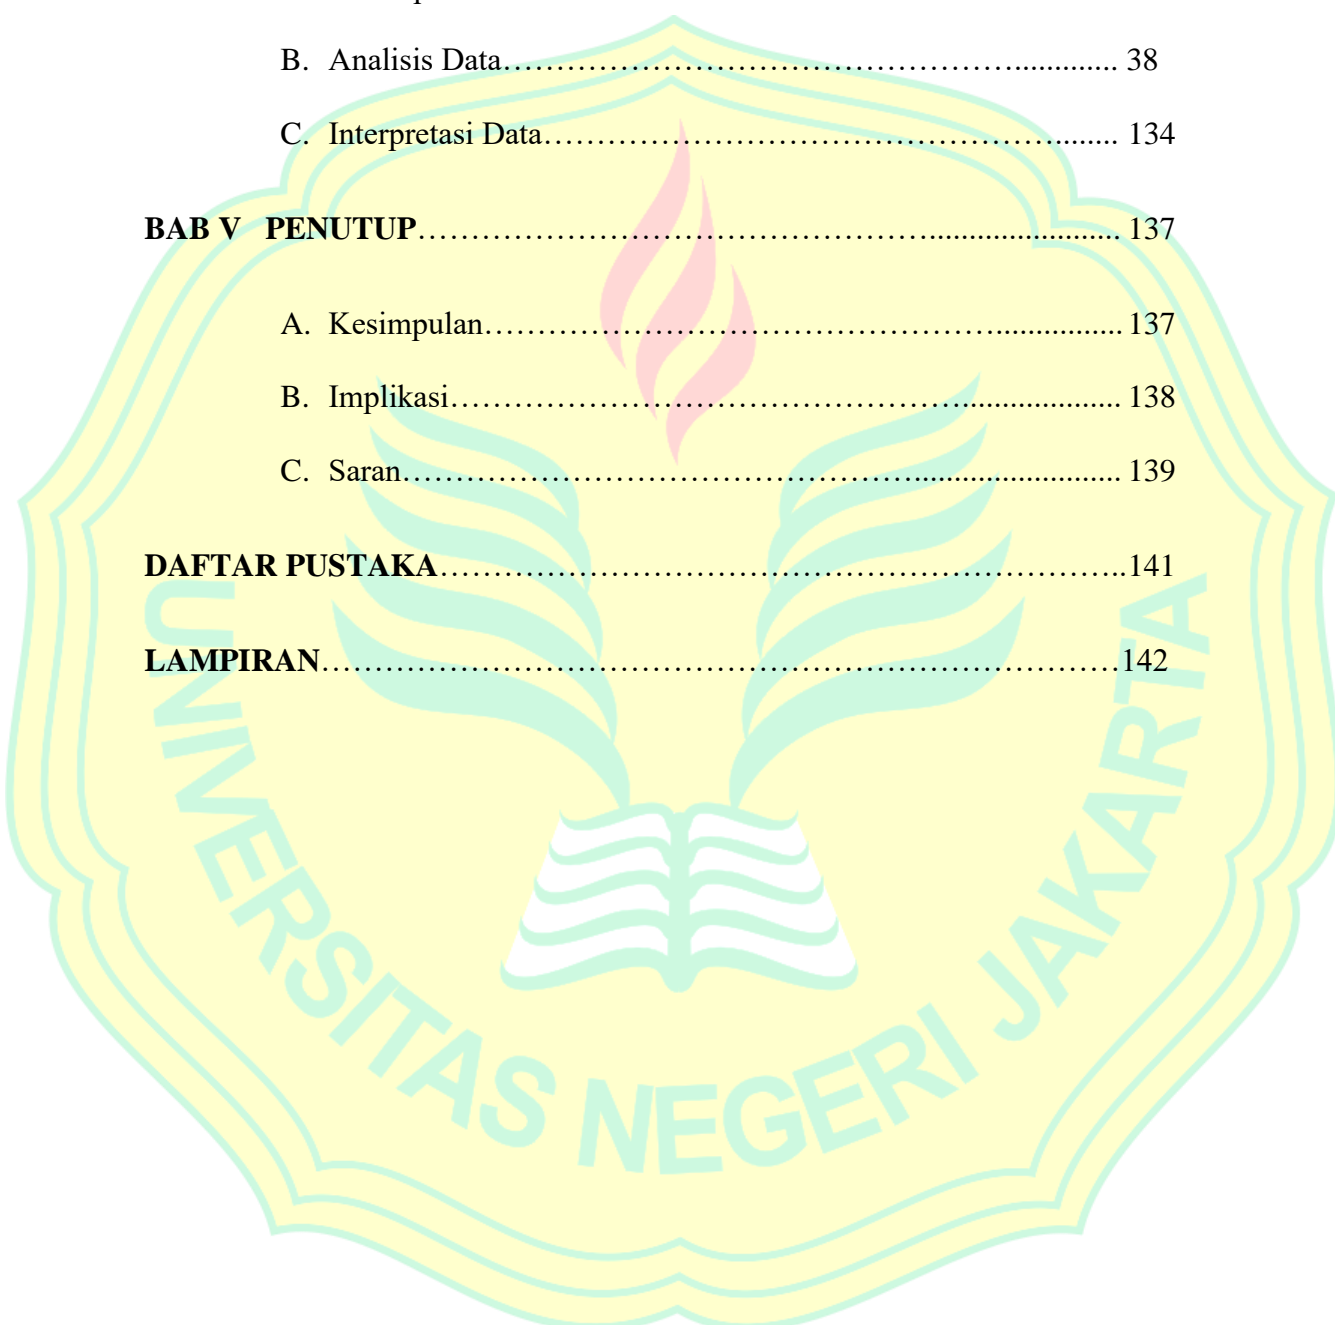 B. Analisis Data……………………………………………............. 38
C. Interpretasi Data……………………………………………........ 134
BAB V PENUTUP……………………………………………........................ 137
A. Kesimpulan……………………………………………................ 137
B. Implikasi……………………………………………..................... 138
C. Saran……………………………………………........................... 139
DAFTAR PUSTAKA…………………………………………………………..141
LAMPIRAN…………………………………………………………………142
UNIVERSITAS NEGERI JAKARTA